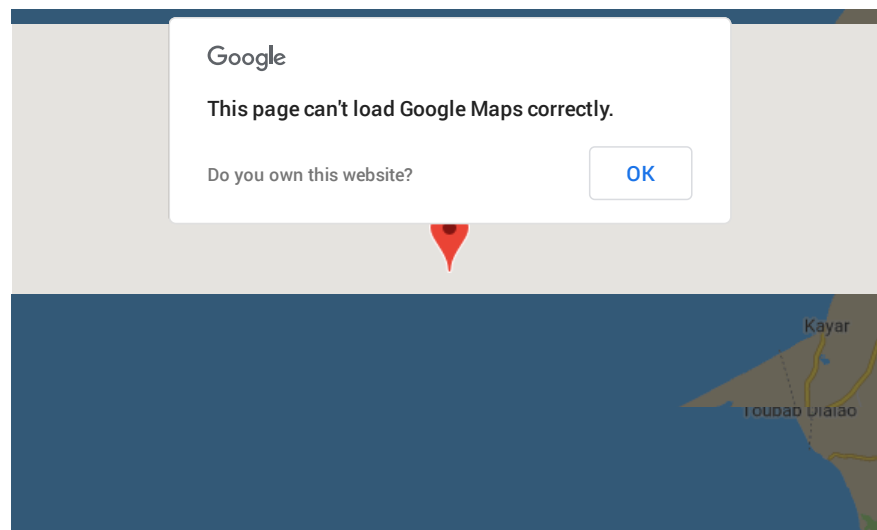 Google
This page can't load Google Maps correctly.
Do you own this website?
OK
Kayar
Toubab Dialao